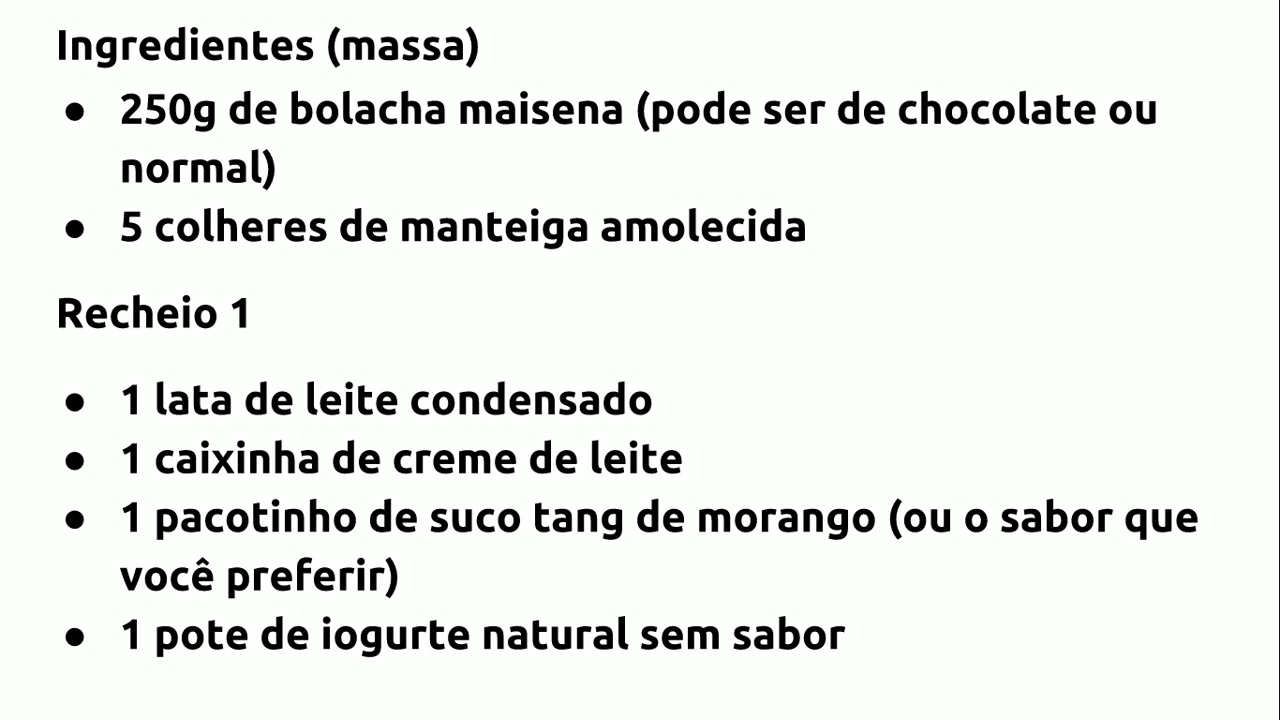 Ingredientes (massa)
● 250g de bolacha maisena (pode ser de chocolate ou
normal)
● 5 colheres de manteiga amolecida
Recheio 1
● 1 lata de leite condensado
● 1 caixinha de creme de leite
● 1 pacotinho de suco tang de morango (ou o sabor que
você preferir)
● 1 pote de iogurte natural sem sabor